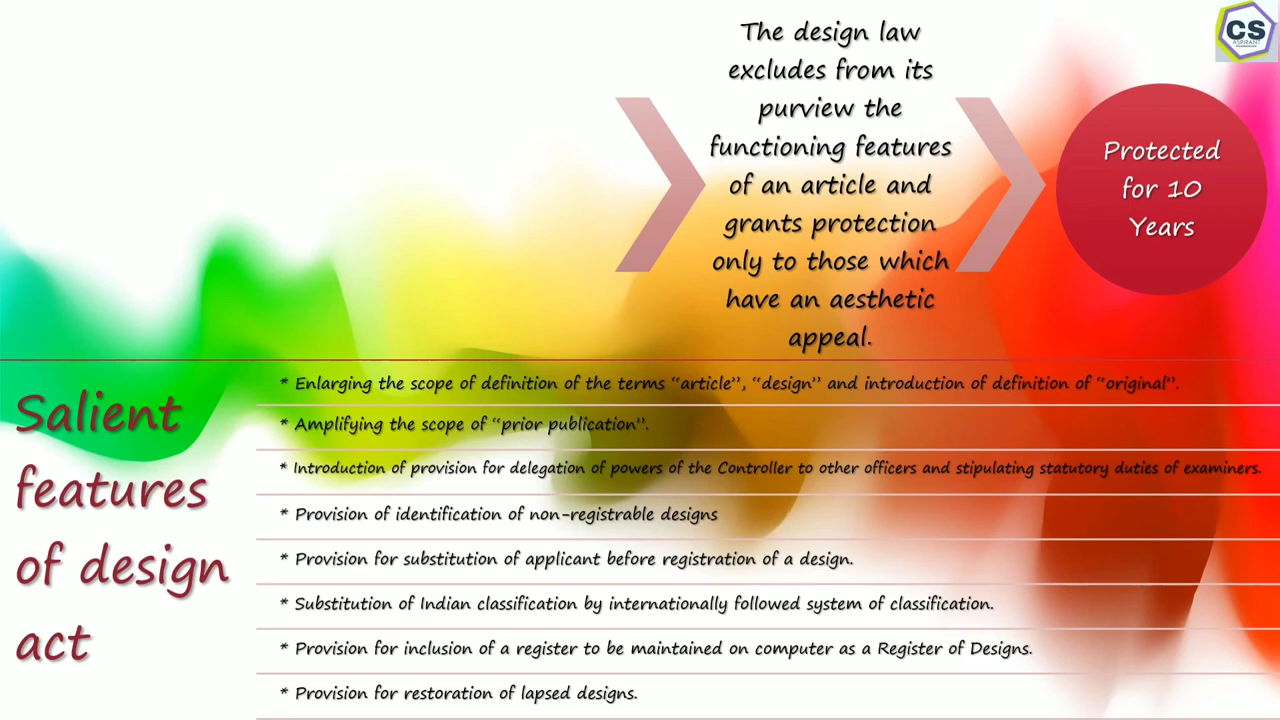 The design law
excludes from its
purview the
functioning features
of an article and
grants protection
only to those which
have an aesthetic
appeal.
Protected
for 10
Years
CS
ASPIRANT
Salient
features
of design
act
* Enlarging the scope of definition of the terms “article”, “design” and introduction of definition of “original”.
* Amplifying the scope of “prior publication”.
* Introduction of provision for delegation of powers of the Controller to other officers and stipulating statutory duties of examiners.
* Provision of identification of non-registrable designs
* Provision for substitution of applicant before registration of a design.
* Substitution of Indian classification by internationally followed system of classification.
* Provision for inclusion of a register to be maintained on computer as a Register of Designs.
* Provision for restoration of lapsed designs.